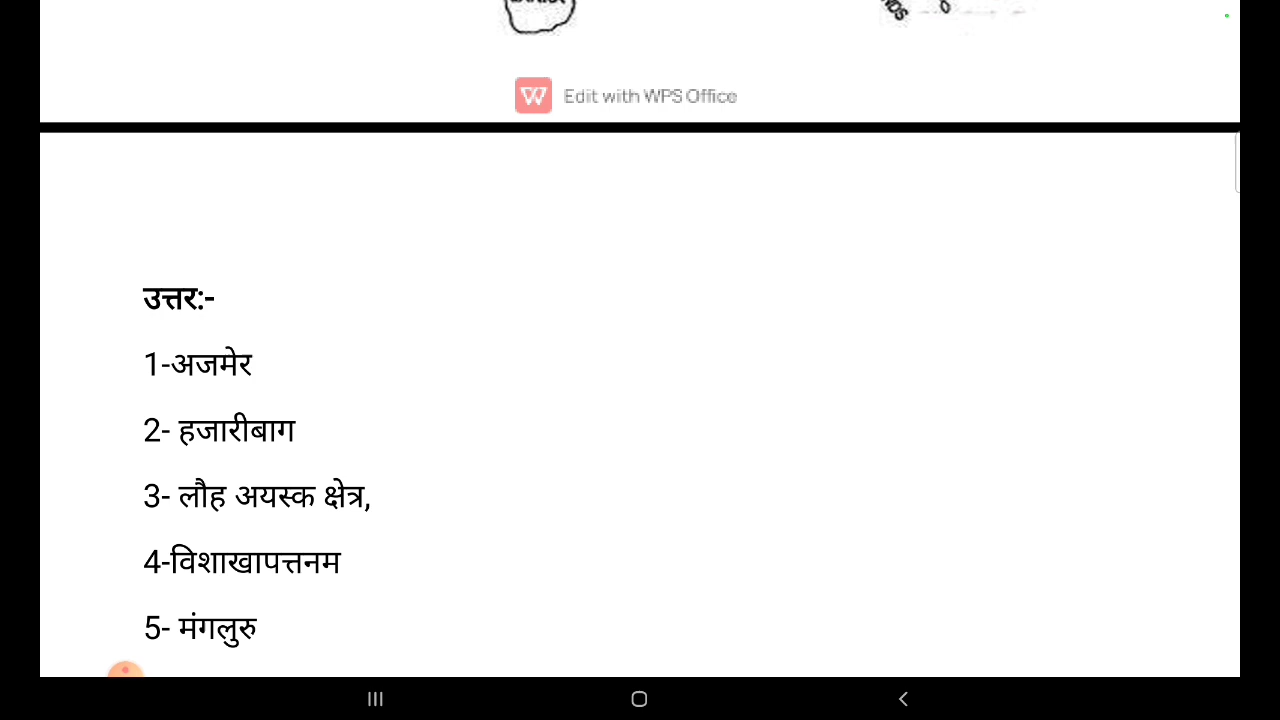 Edit with WPS Office
उत्तर:-
1-अजमेर
2- हजारीबाग
3- लौह अयस्क क्षेत्र,
4-विशाखापत्तनम
5- मंगलुरु